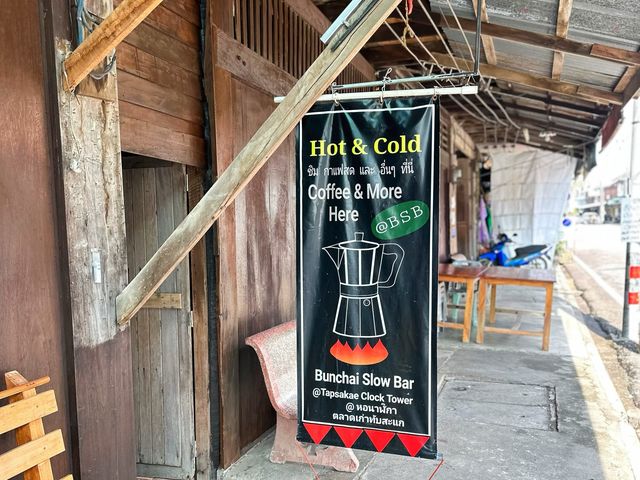 Hot & Cold
ชิม กาแฟสด และ อื่นๆ ที่นี่
Coffee & More
Here
@BSB
Bunchai Slow Bar
@Tapsakae Clock Tower
@ หอนาฬิกา
ตลาดเก่าทับสะแก